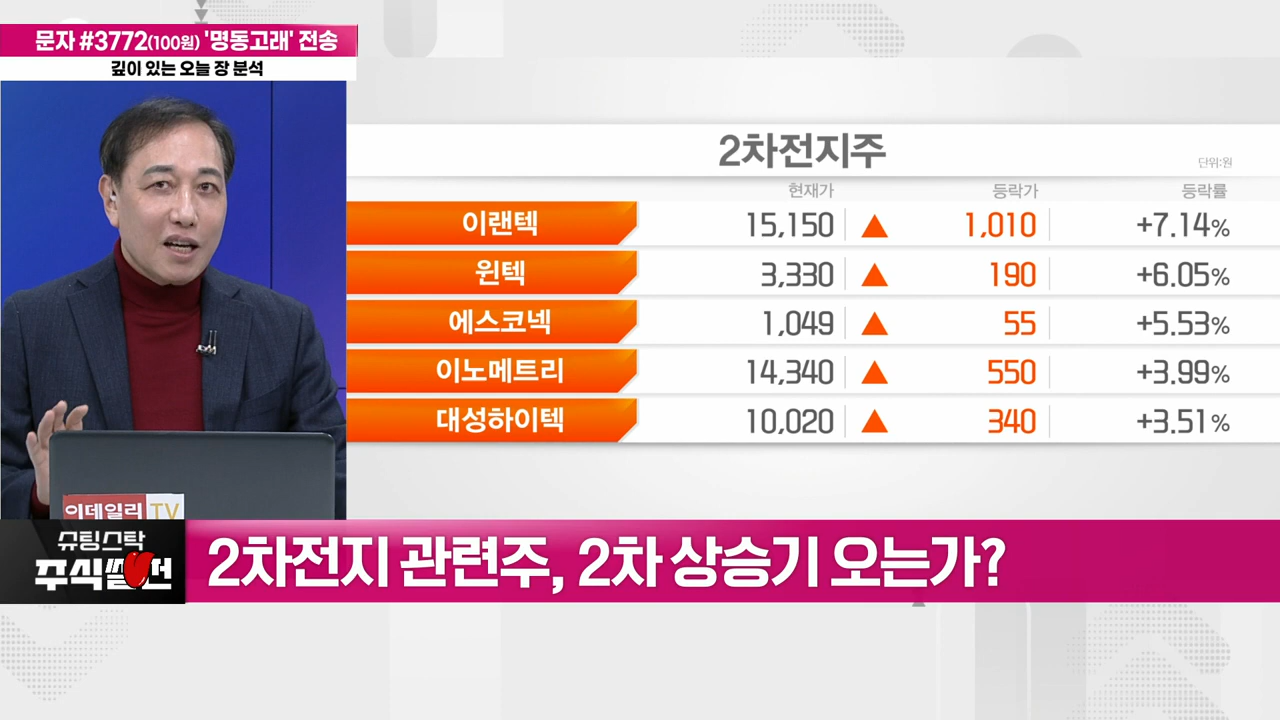 문자 #3772(100원) '명동고래' 전송
깊이 있는 오늘 장 분석
2차전지주
단위:원
현재가 등락가 등락률
이랜텍 15,150 ▲ 1,010 +7.14%
윈텍 3,330 ▲ 190 +6.05%
에스코넥 1,049 ▲ 55 +5.53%
이노메트리 14,340 ▲ 550 +3.99%
대성하이텍 10,020 ▲ 340 +3.51%
이데일리 TV
슈팅스탁
주식썰전
2차전지 관련주, 2차 상승기 오는가?